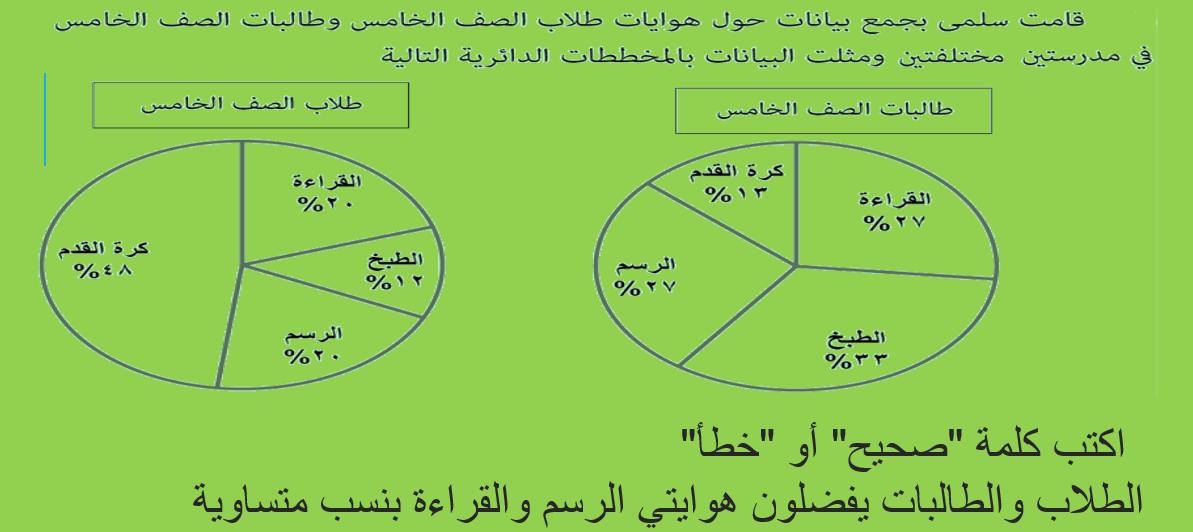 قامت سلمى بجمع بيانات حول هوايات طلاب الصف الخامس وطالبات الصف الخامس
في مدرستين مختلفتين ومثلت البيانات بالمخططات الدائرية التالية
طالبات الصف الخامس
القراءة
%٢٧
كرة القدم
%١٣
الرسم
%٢٧
الطبخ
%٣٣
طلاب الصف الخامس
القراءة
%٢٠
الطبخ
%١٢
الرسم
%٢٠
كرة القدم
%٤٨
اكتب كلمة "صحيح" أو "خطأ"
الطلاب والطالبات يفضلون هوايتي الرسم والقراءة بنسب متساوية